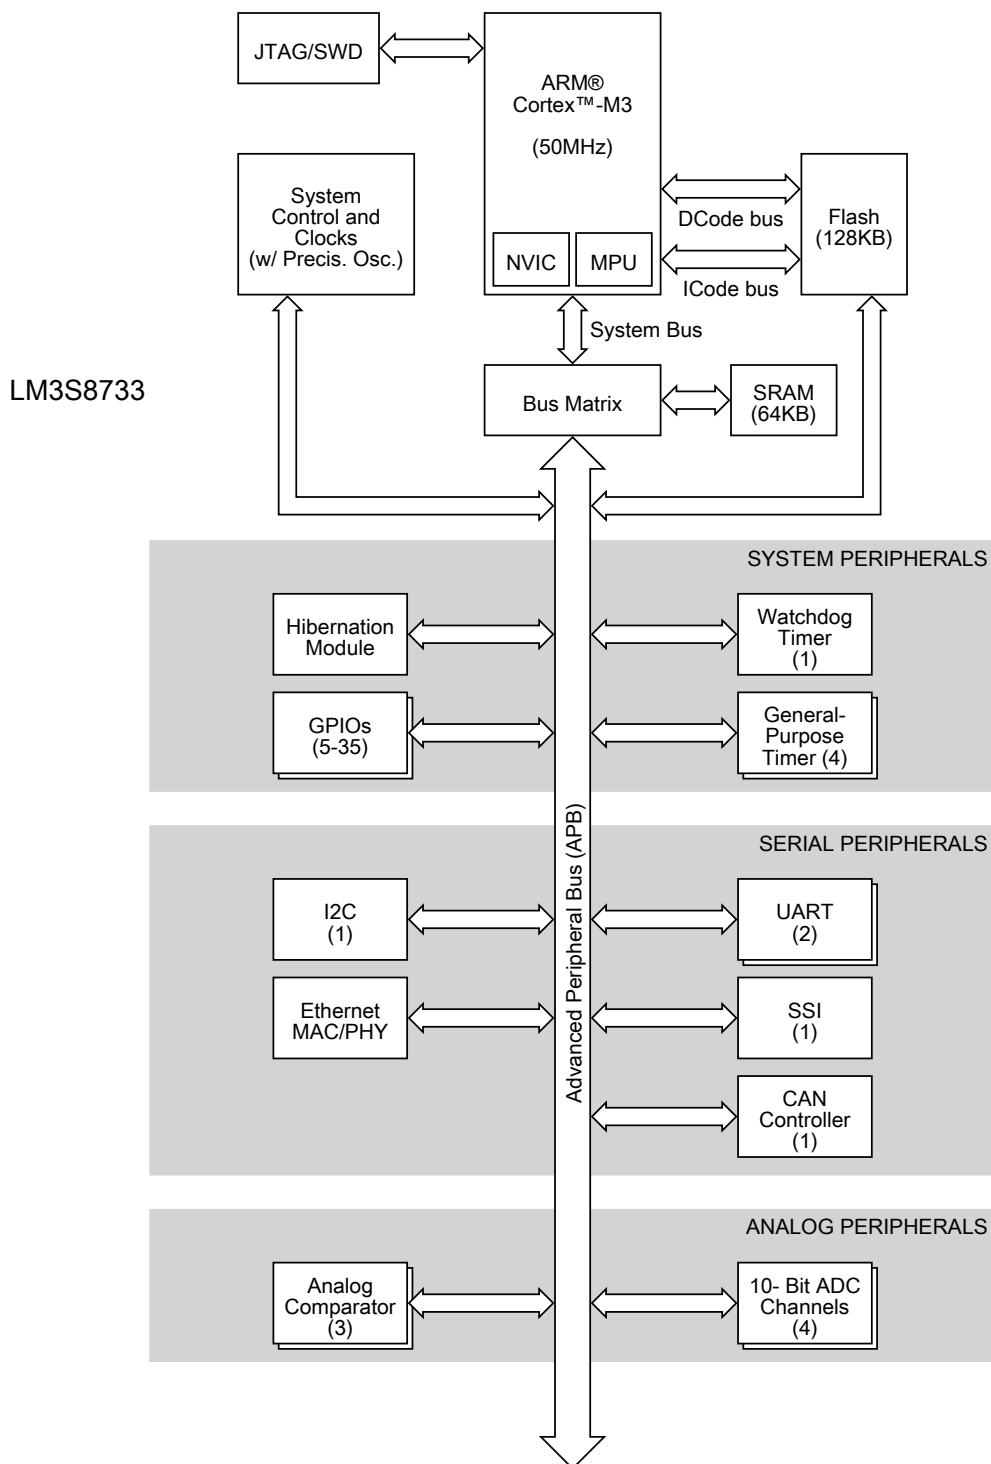 JTAG/SWD
ARM®
Cortex™-M3
(50MHz)
System
Control and
Clocks
(w/ Precis. Osc.)
DCode bus
Flash
(128KB)
NVIC
MPU
ICode bus
System Bus
LM3S8733
Bus Matrix
SRAM
(64KB)
SYSTEM PERIPHERALS
Hibernation
Module
Watchdog
Timer
(1)
GPIOs
(5-35)
General-
Purpose
Timer (4)
Advanced Peripheral Bus (APB)
SERIAL PERIPHERALS
I2C
(1)
UART
(2)
Ethernet
MAC/PHY
SSI
(1)
CAN
Controller
(1)
ANALOG PERIPHERALS
Analog
Comparator
(3)
10- Bit ADC
Channels
(4)